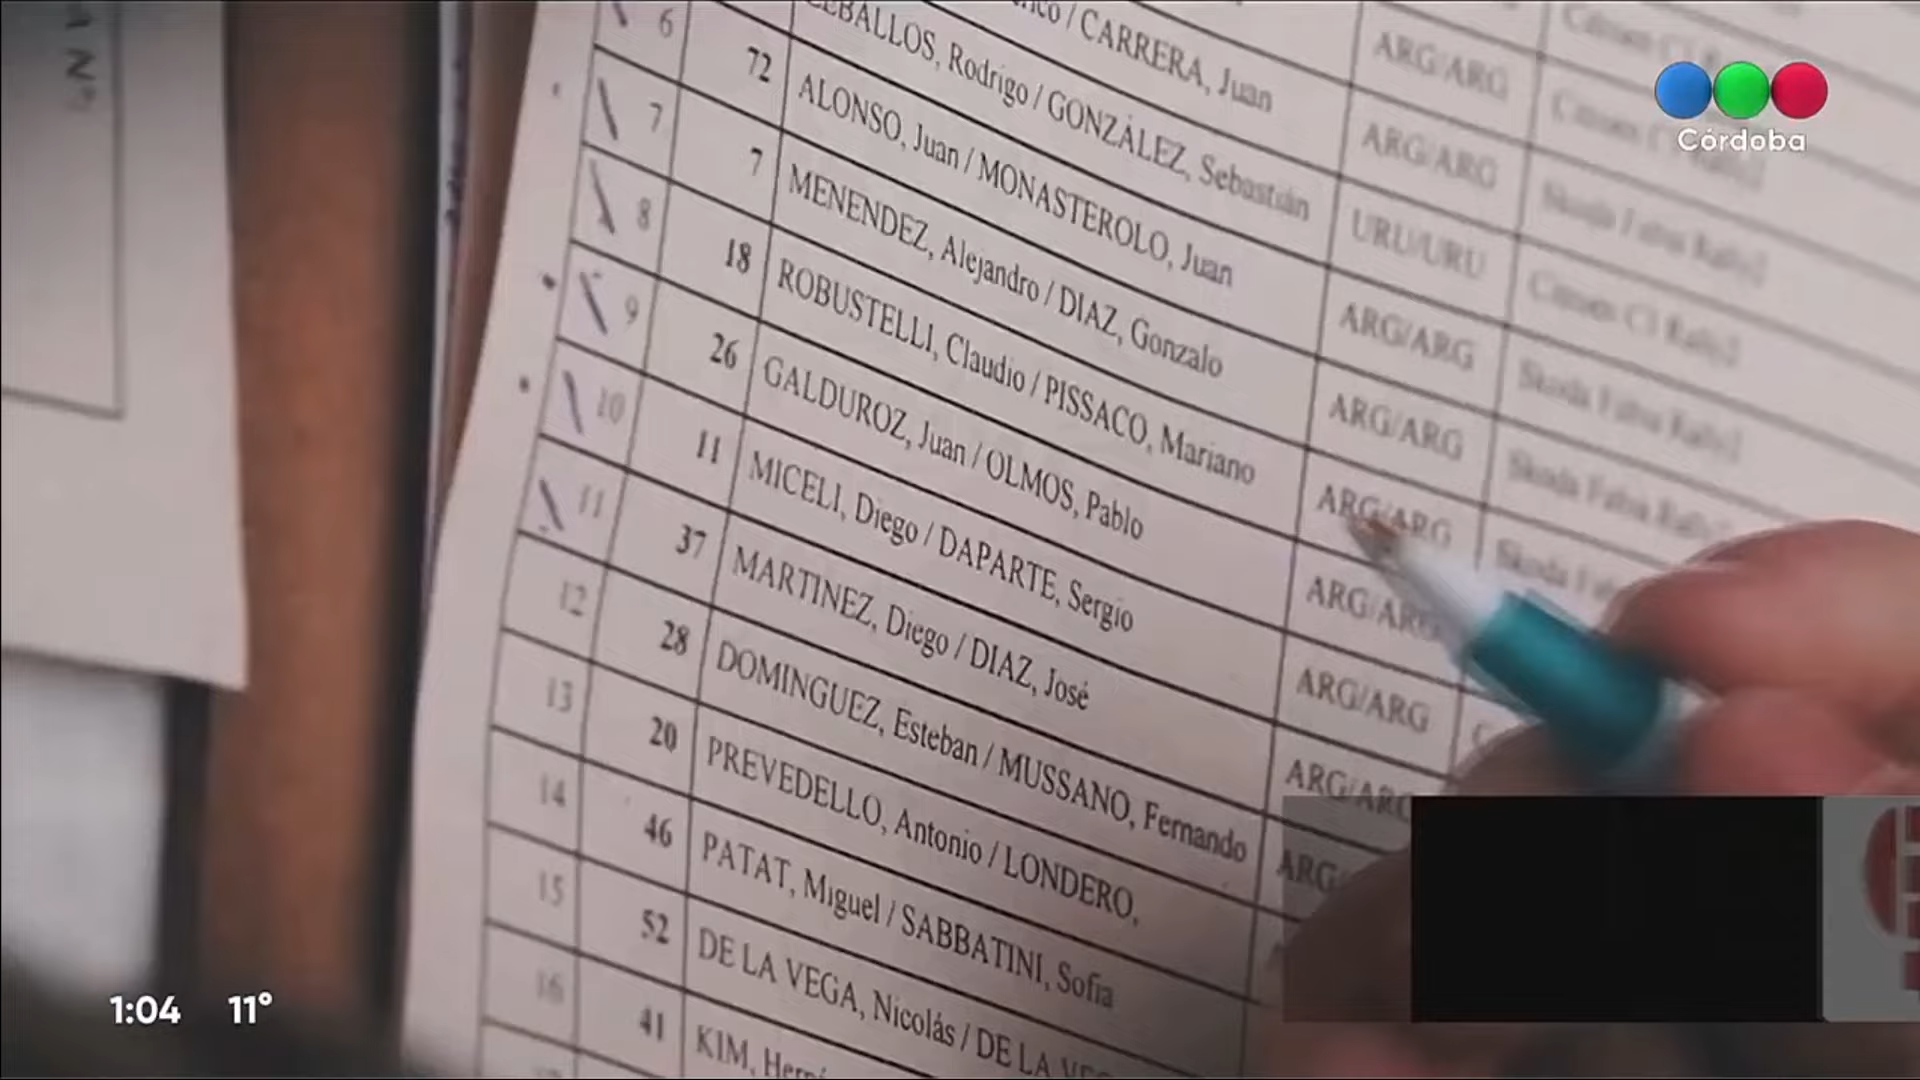 CARRERA, Juan ARG/ARG
CEBALLOS, Rodrigo / GONZÁLEZ, Sebastián URU/URU
6 72 ALONSO, Juan / MONASTEROLO, Juan ARG/ARG
7 7 MENENDEZ, Alejandro / DIAZ, Gonzalo ARG/ARG
8 18 ROBUSTELLI, Claudio / PISSACO, Mariano ARG/ARG
9 26 GALDUROZ, Juan / OLMOS, Pablo ARG/ARG
10 11 MICELI, Diego / DAPARTE, Sergio ARG/ARG
11 37 MARTINEZ, Diego / DIAZ, José ARG/ARG
12 28 DOMINGUEZ, Esteban / MUSSANO, Fernando ARG
13 20 PREVEDELLO, Antonio / LONDERO,
14 46 PATAT, Miguel / SABBATINI, Sofia
15 52 DE LA VEGA, Nicolás / DE LA
16 41 KIM,
Córdoba
1:04 11°